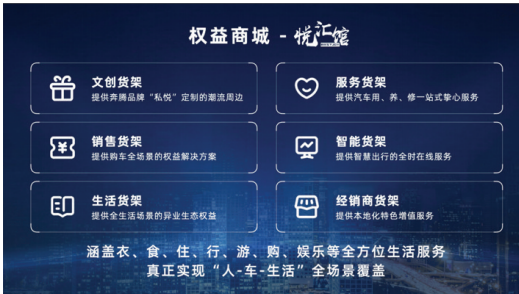 权益商城 - 悦汇馆
文创货架
提供奔腾品牌“私悦”定制的潮流周边
服务货架
提供汽车用、养、修一站式挚心服务
销售货架
提供购车全场景的权益解决方案
智能货架
提供智慧出行的全时在线服务
生活货架
提供全生活场景的异业生态权益
经销商货架
提供本地化特色增值服务
涵盖衣、食、住、行、游、购、娱乐等全方位生活服务
真正实现“人-车-生活”全场景覆盖